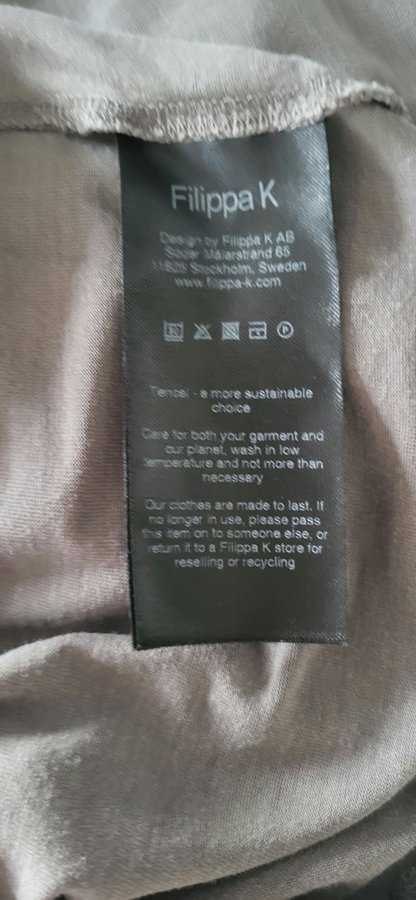 Filippa K
Design by Filippa K AB
Söder Mälarstrand 65
11825 Stockholm, Sweden
www.filippa-k.com
P
Tencel - a more sustainable
choice
Care for both your garment and
our planet, wash in low
temperature and not more than
necessary
Our clothes are made to last. If
no longer in use, please pass
this item on to someone else, or
return it to a Filippa K store for
reselling or recycling